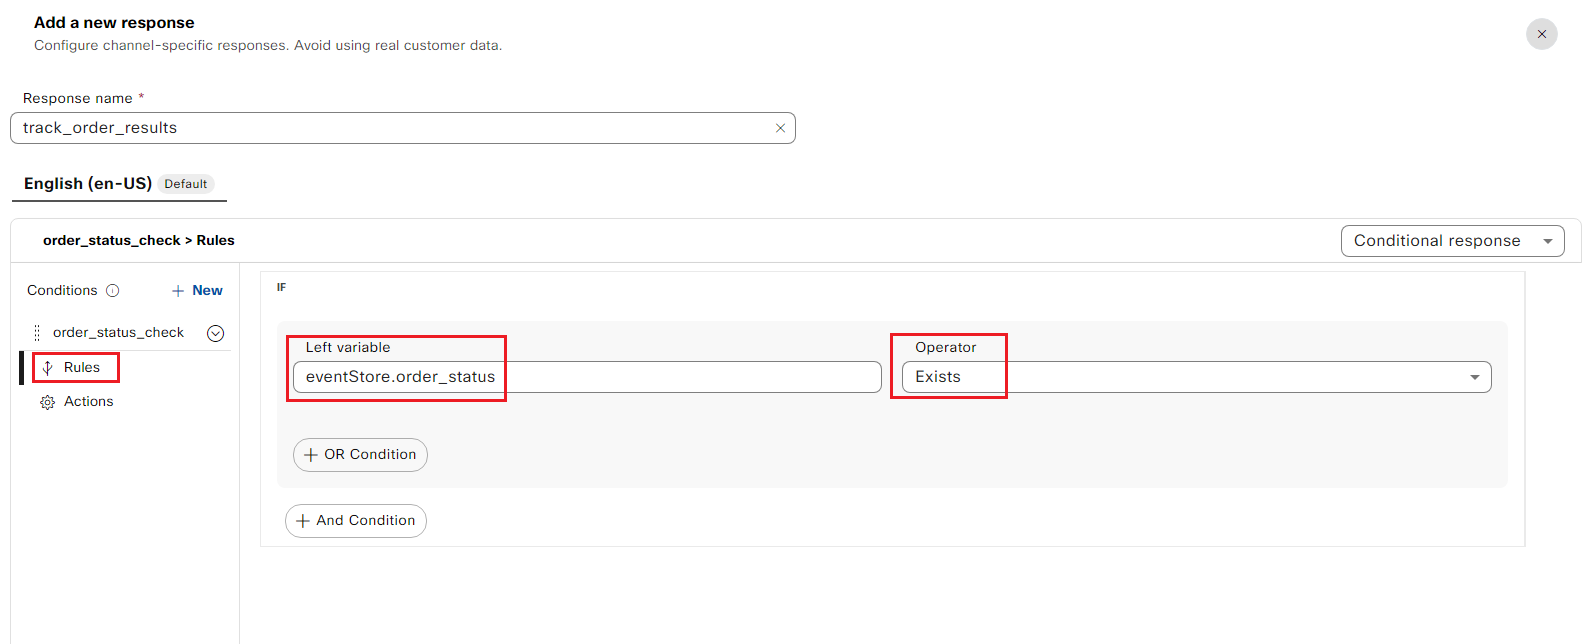 Add a new response
Configure channel-specific responses. Avoid using real customer data.
Response name *
track_order_results
English (en-US) Default
order_status_check > Rules
Conditional response
Conditions
New
order_status_check
Rules
Actions
IF
Left variable
Operator
eventStore.order_status
Exists
OR Condition
And Condition